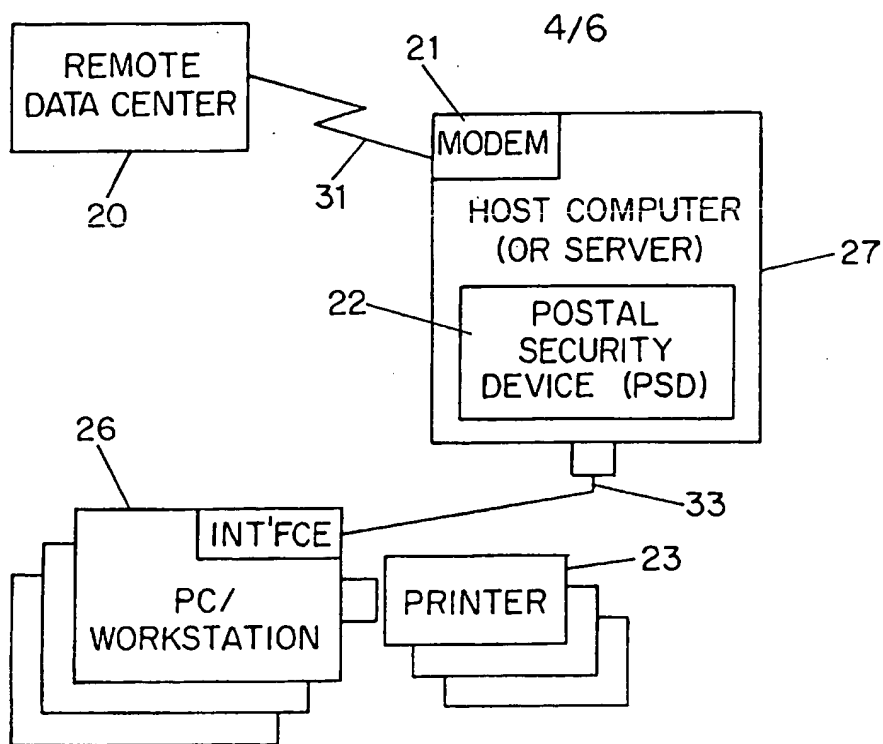 4/6
REMOTE
DATA CENTER
20
31
21
MODEM
HOST COMPUTER
(OR SERVER)
27
22
POSTAL
SECURITY
DEVICE (PSD)
33
26
INT'FCE
PC/
WORKSTATION
23
PRINTER